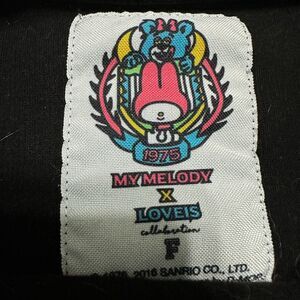 1975
MY MELODY
X
LOVEIS
collaboration
F
© 1976, 2016 SANRIO CO., LTD.